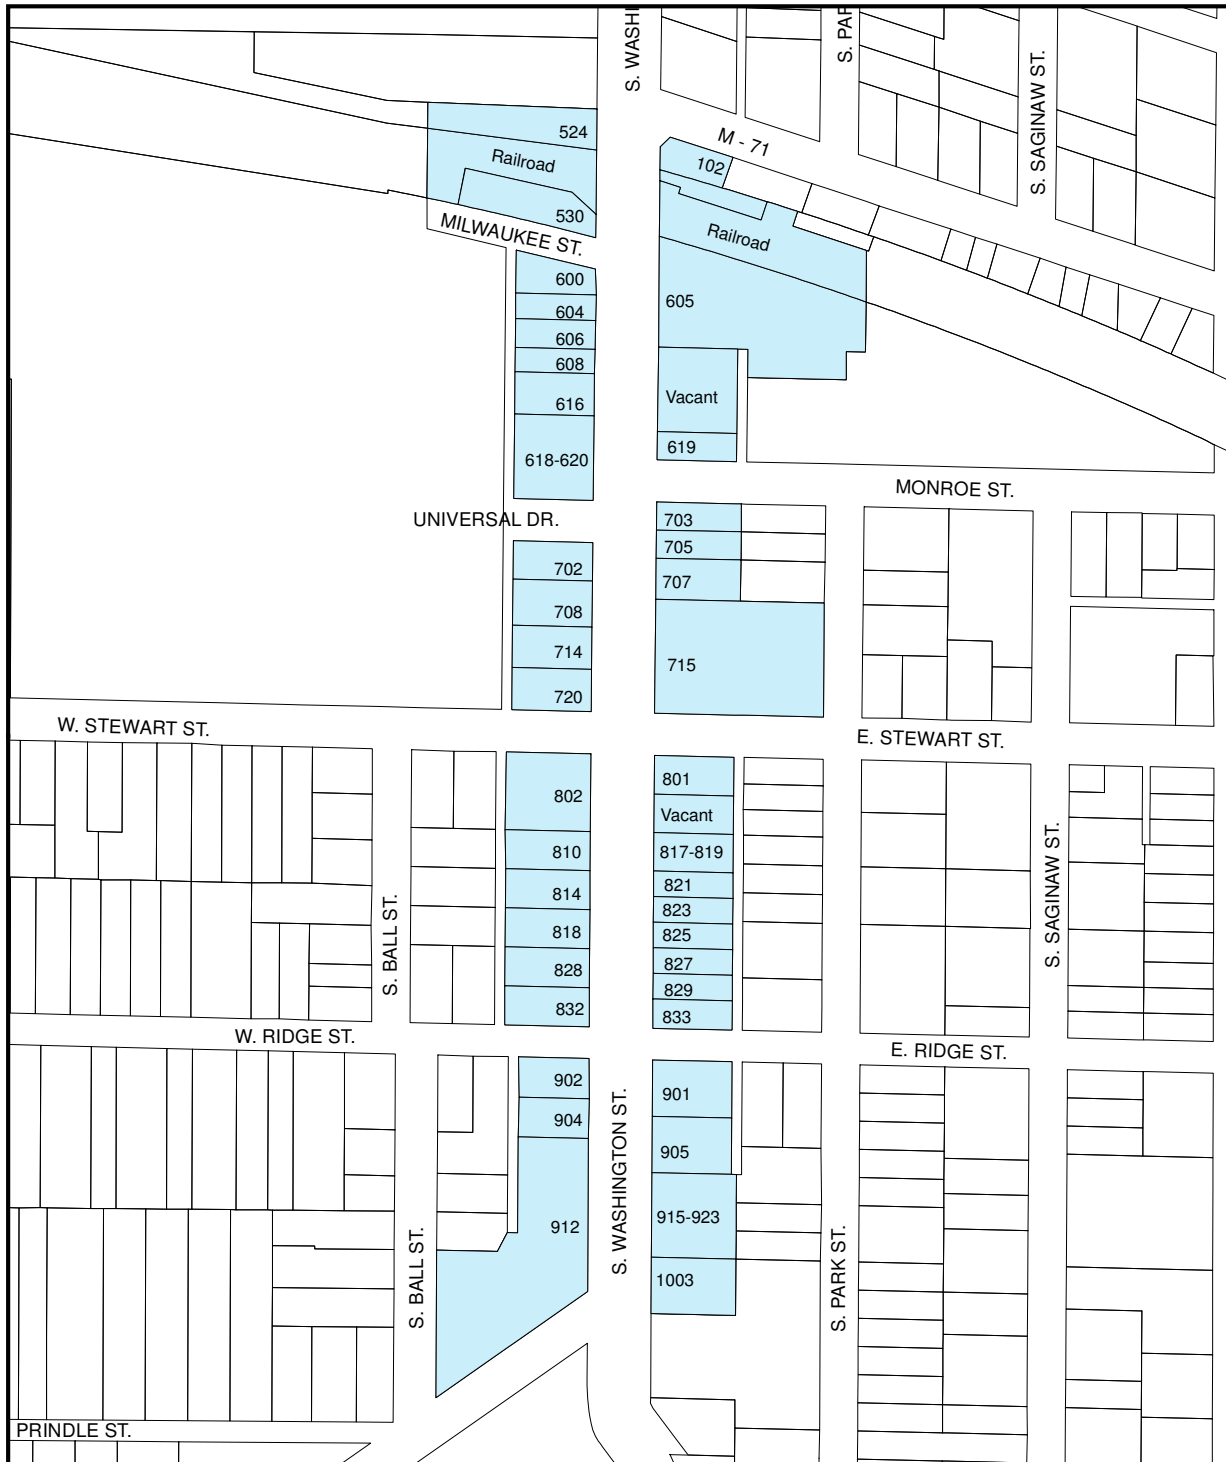 S. WASHI
S. PAR
S. SAGINAW ST.
M - 71
524
Railroad
530
102
MILWAUKEE ST.
Railroad
600
604
606
608
616
618-620
605
Vacant
619
MONROE ST.
UNIVERSAL DR.
703
705
707
715
702
708
714
720
W. STEWART ST.
E. STEWART ST.
802
810
814
818
828
832
801
Vacant
817-819
821
823
825
827
829
833
S. BALL ST.
S. SAGINAW ST.
W. RIDGE ST.
E. RIDGE ST.
902
904
912
901
905
915-923
1003
S. BALL ST.
S. WASHINGTON ST.
S. PARK ST.
PRINDLE ST.